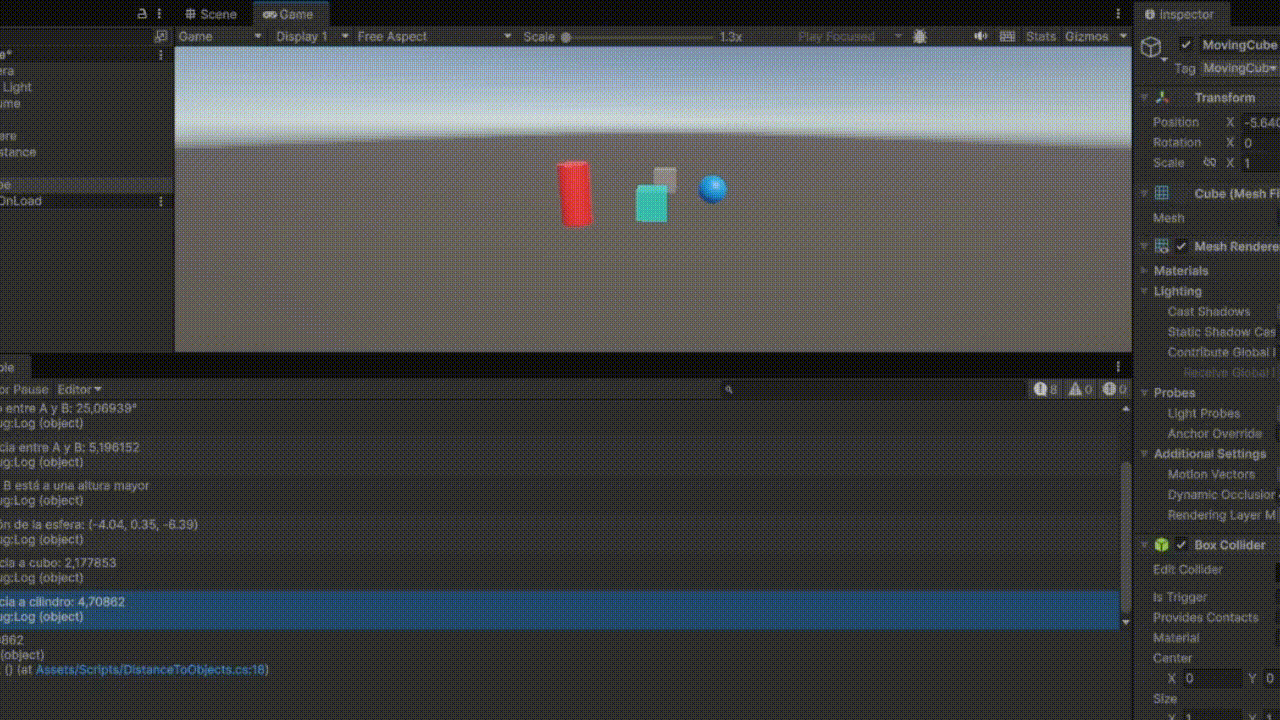 Scene
Game
Game
Display 1
Free Aspect
Scale
1.3x
Play Focused
Stats
Gizmos
e*
era
Light
ume
ere
stance
be
OnLoad
Inspector
MovingCube
Tag MovingCub
Transform
Position X -5.640
Rotation X 0
Scale X 1
Cube (Mesh Fi
Mesh
Mesh Rendere
Materials
Lighting
Cast Shadows
Static Shadow Cas
Contribute Global I
Receive Global I
Probes
Light Probes
Anchor Override
Additional Settings
Motion Vectors
Dynamic Occlusion
Rendering Layer M
Box Collider
Edit Collider
Is Trigger
Provides Contacts
Material
Center
X 0 Y 0
Size
ole
or Pause Editor
8 0 0
o entre A y B: 25,06939°
ug:Log (object)
cia entre A y B: 5,196152
ug:Log (object)
B está a una altura mayor
ug:Log (object)
ón de la esfera: (-4.04, 0.35, -6.39)
ug:Log (object)
cia a cubo: 2,177853
ug:Log (object)
cia a cilindro: 4,70862
ug:Log (object)
0862
(object)
() (at Assets/Scripts/DistanceToObjects.cs:18)